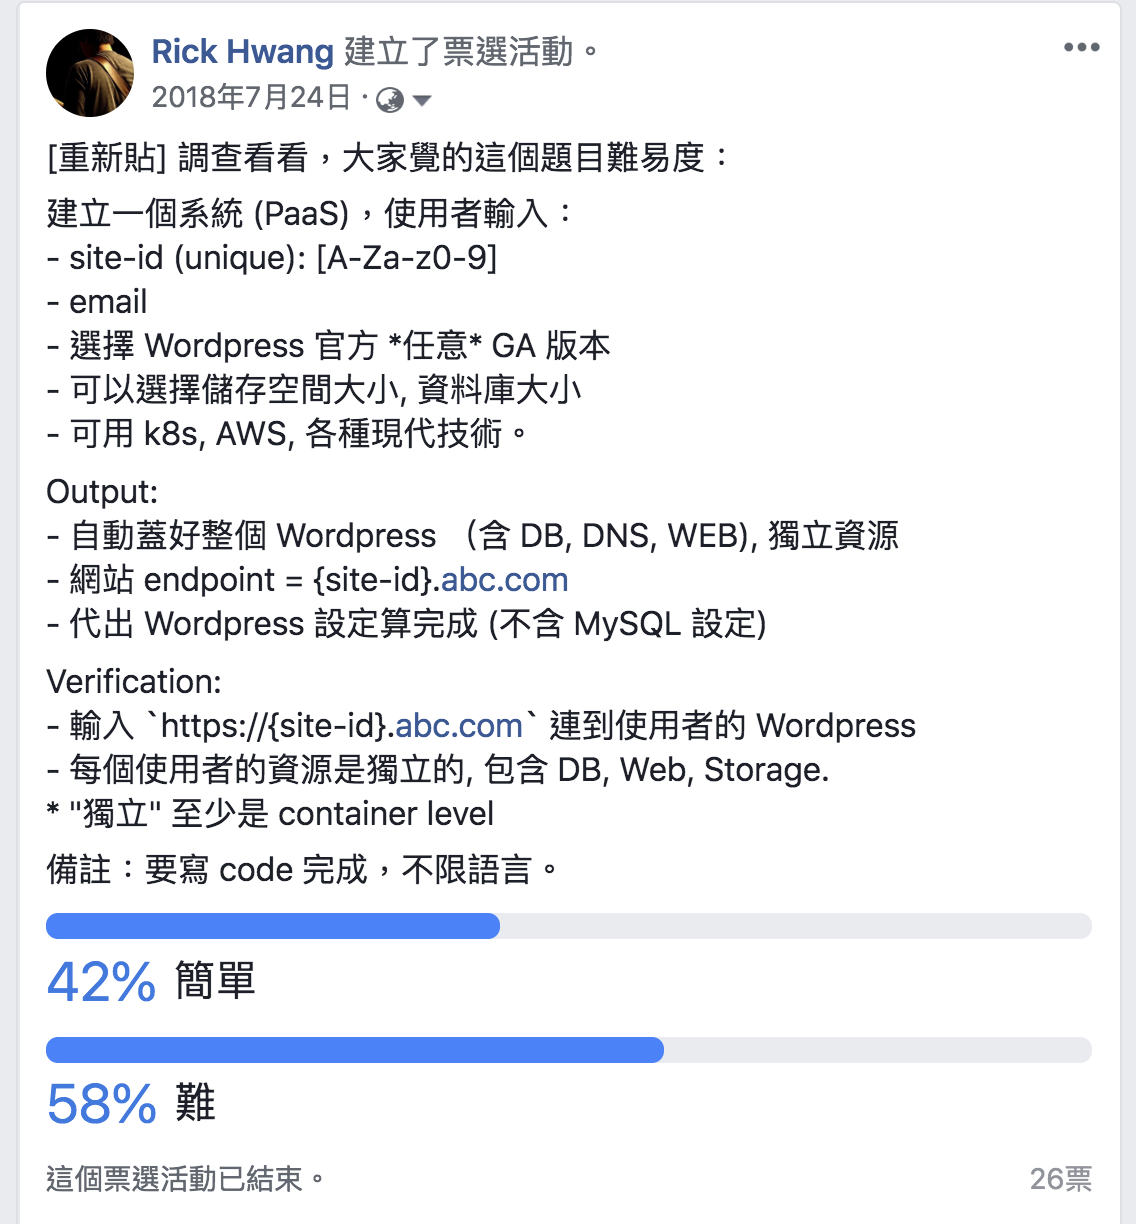 Rick Hwang 建立了票選活動。
2018年7月24日 ·
[重新貼] 調查看看，大家覺的這個題目難易度：
建立一個系統 (PaaS)，使用者輸入：
- site-id (unique): [A-Za-z0-9]
- email
- 選擇 Wordpress 官方 *任意* GA 版本
- 可以選擇儲存空間大小, 資料庫大小
- 可用 k8s, AWS, 各種現代技術。
Output:
- 自動蓋好整個 Wordpress （含 DB, DNS, WEB), 獨立資源
- 網站 endpoint = {site-id}.abc.com
- 代出 Wordpress 設定算完成 (不含 MySQL 設定)
Verification:
- 輸入 `https://{site-id}.abc.com` 連到使用者的 Wordpress
- 每個使用者的資源是獨立的, 包含 DB, Web, Storage.
* "獨立" 至少是 container level
備註：要寫 code 完成，不限語言。
42% 簡單
58% 難
這個票選活動已結束。 26票